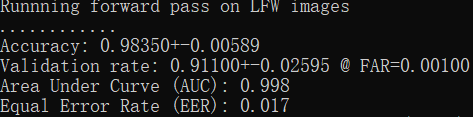 Runnning forward pass on LFW images
............
Accuracy: 0.98350+-0.00589
Validation rate: 0.91100+-0.02595 @ FAR=0.00100
Area Under Curve (AUC): 0.998
Equal Error Rate (EER): 0.017